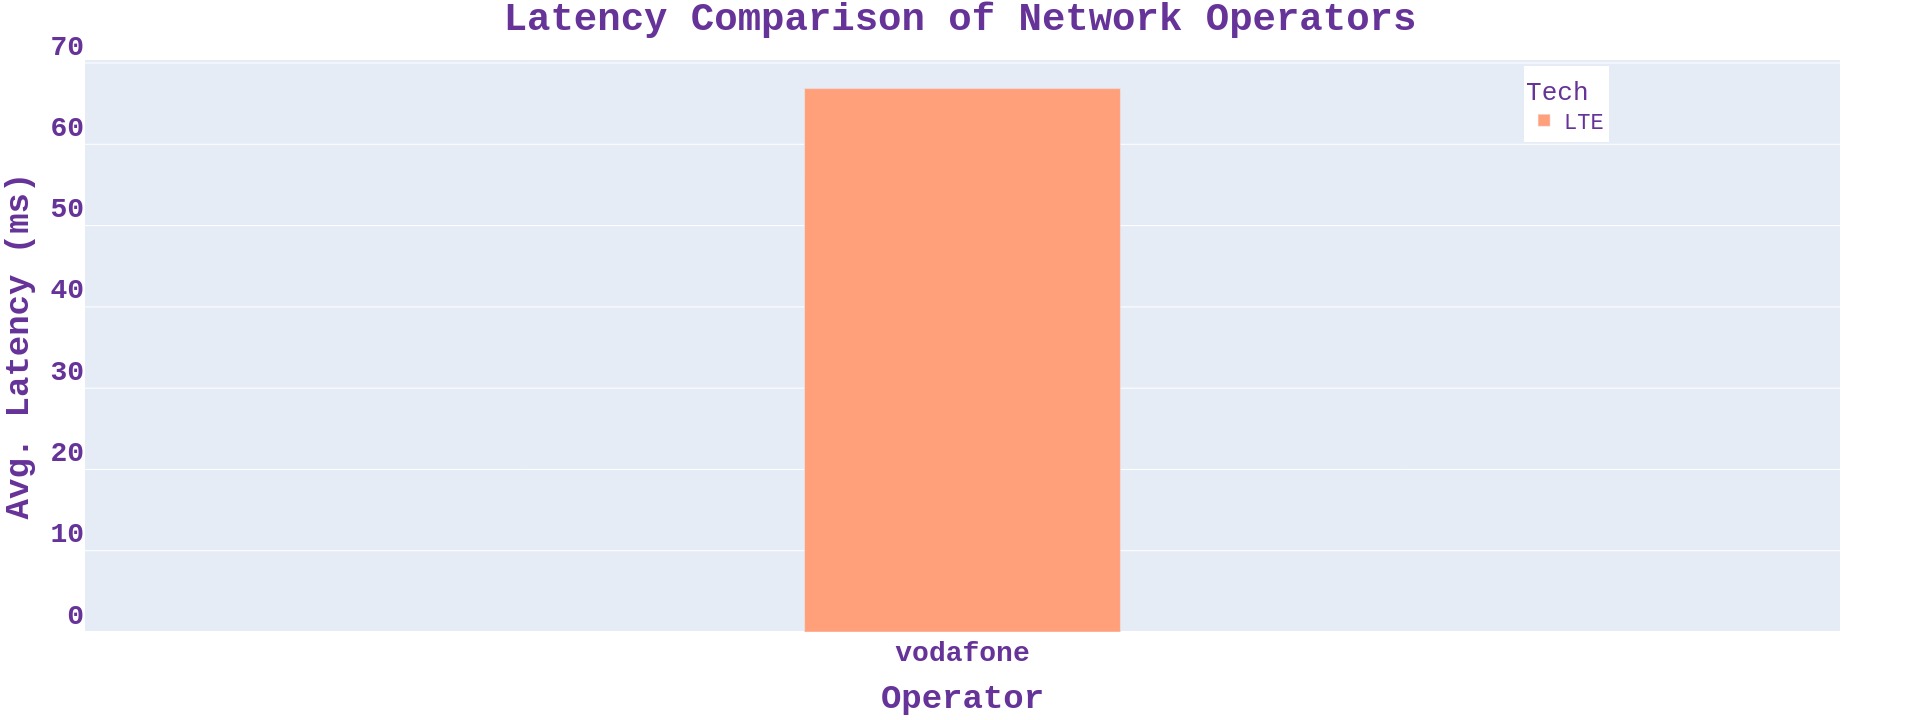 Latency Comparison of Network Operators
70
60
50
40
30
20
10
0
Avg. Latency (ms)
Tech
LTE
vodafone
Operator